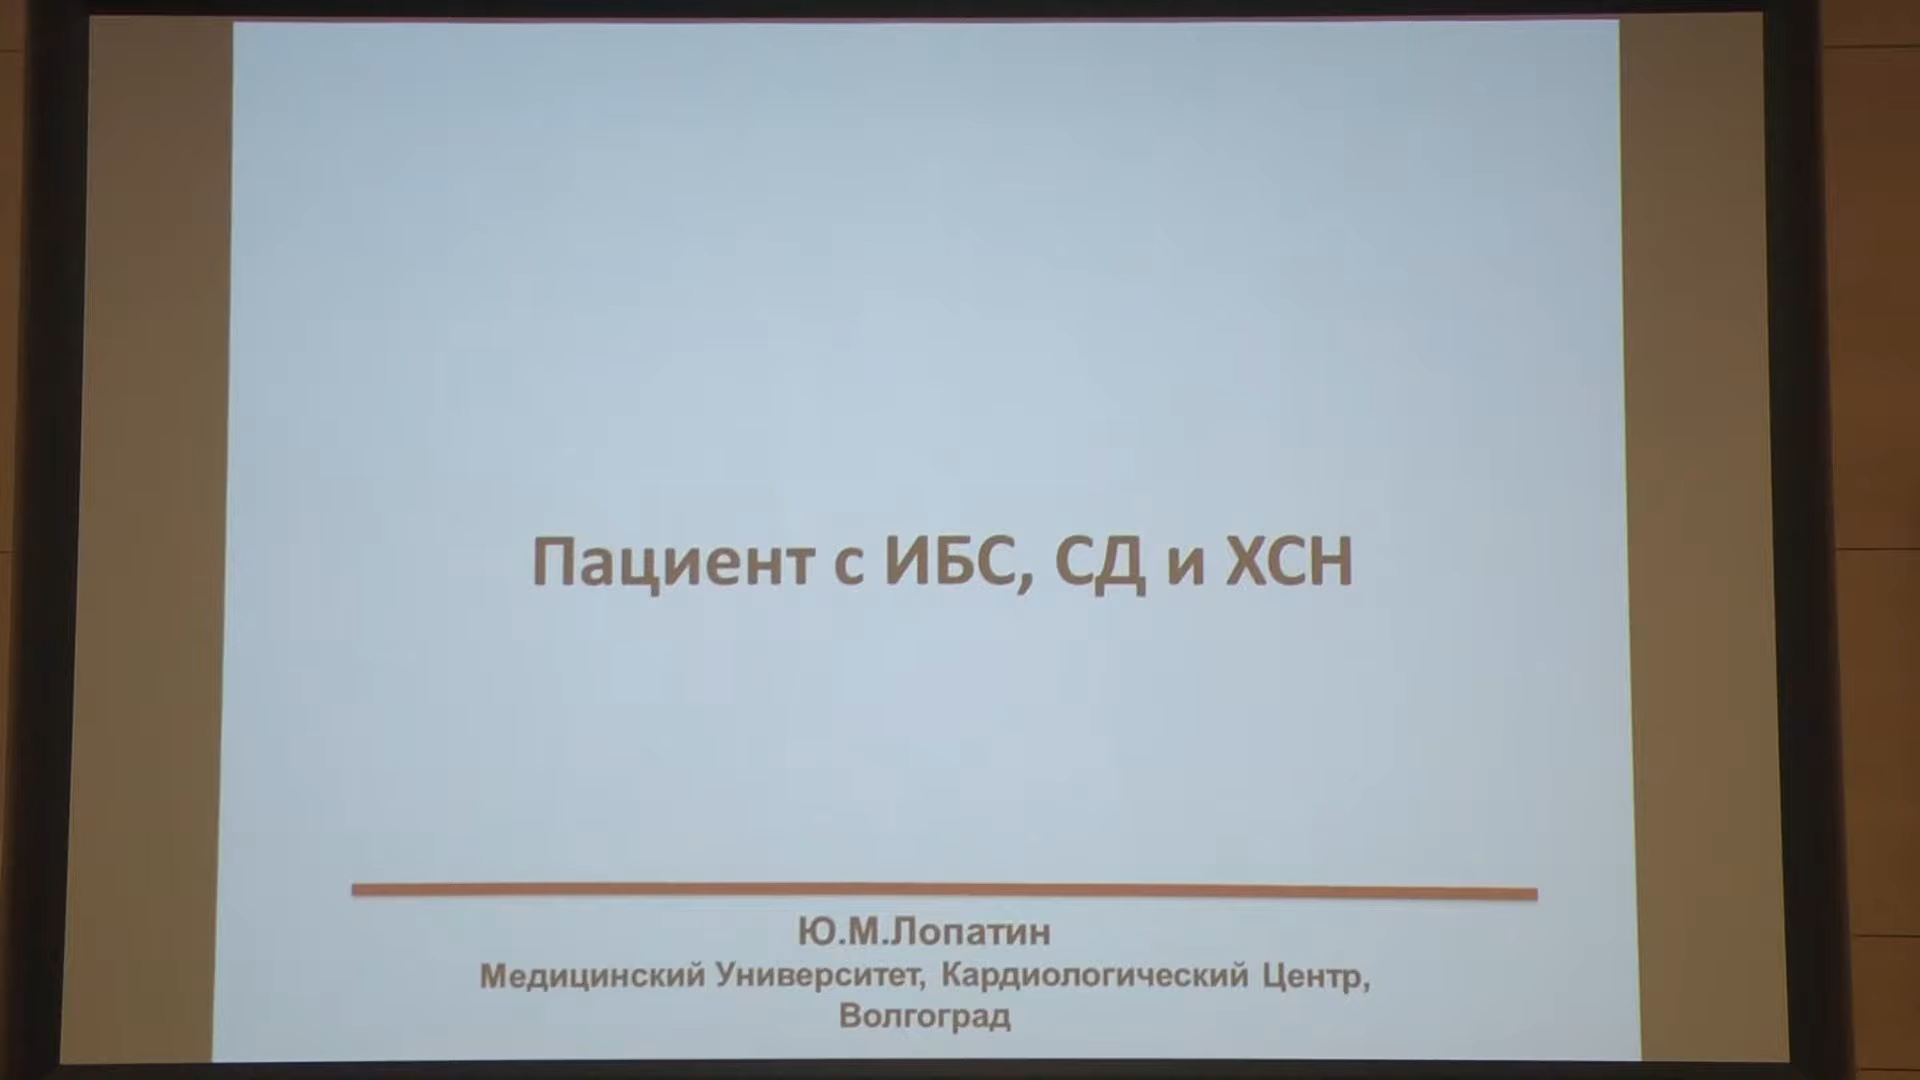 Пациент с ИБС, СД и ХСН
Ю.М.Лопатин
Медицинский Университет, Кардиологический Центр,
Волгоград